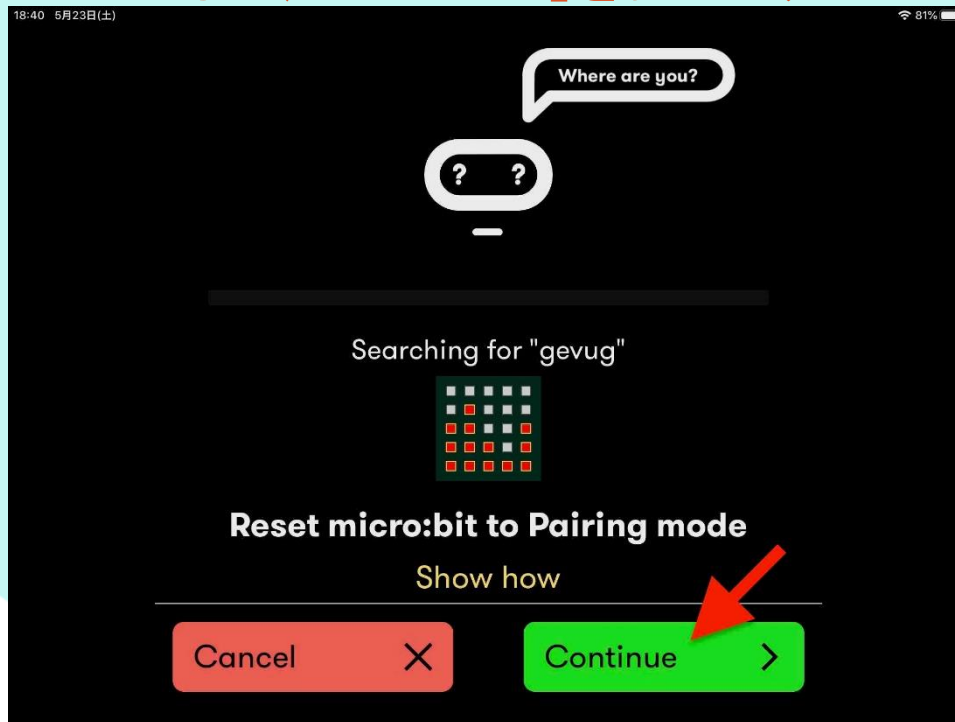 18:40 5月23日(土)
81%
Where are you?
? ?
Searching for "gevug"
Reset micro:bit to Pairing mode
Show how
Cancel
Continue